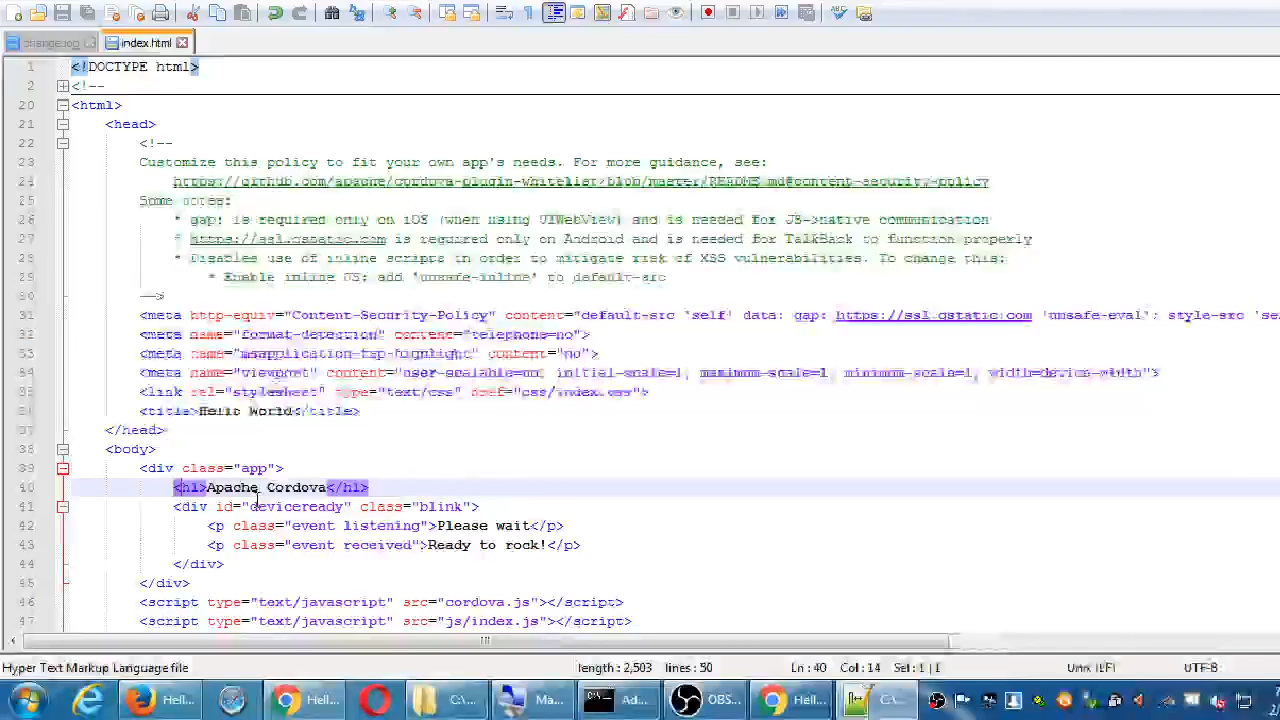 change.log
index.html
1 <!DOCTYPE html>
2 <!--
20 <html>
21 <head>
22 <!--
23 Customize this policy to fit your own app's needs. For more guidance, see:
24 https://github.com/apache/cordova-plugin-whitelist/blob/master/README.md#content-security-policy
25 Some notes:
26 * gap: is required only on iOS (when using UIWebView) and is needed for JS->native communication
27 * https://ssl.gstatic.com is required only on Android and is needed for TalkBack to function properly
28 * Disables use of inline scripts in order to mitigate risk of XSS vulnerabilities. To change this:
29 * Enable inline JS: add 'unsafe-inline' to default-src
30 -->
31 <meta http-equiv="Content-Security-Policy" content="default-src 'self' data: gap: https://ssl.gstatic.com 'unsafe-eval'; style-src 'se
32 <meta name="format-detection" content="telephone=no">
33 <meta name="msapplication-tap-highlight" content="no">
34 <meta name="viewport" content="user-scalable=no, initial-scale=1, maximum-scale=1, minimum-scale=1, width=device-width">
35 <link rel="stylesheet" type="text/css" href="css/index.css">
36 <title>Hello World</title>
37 </head>
38 <body>
39 <div class="app">
40 <h1>Apache Cordova</h1>
41 <div id="deviceready" class="blink">
42 <p class="event listening">Please wait</p>
43 <p class="event received">Ready to rock!</p>
44 </div>
45 </div>
46 <script type="text/javascript" src="cordova.js"></script>
47 <script type="text/javascript" src="js/index.js"></script>
Hyper Text Markup Language file length : 2,503 lines : 50 Ln : 40 Col : 14 Sel : 1 | 1 UTF-8
Hell... Hell... C:\... Ma... Ad... OBS... Hell... C:\...